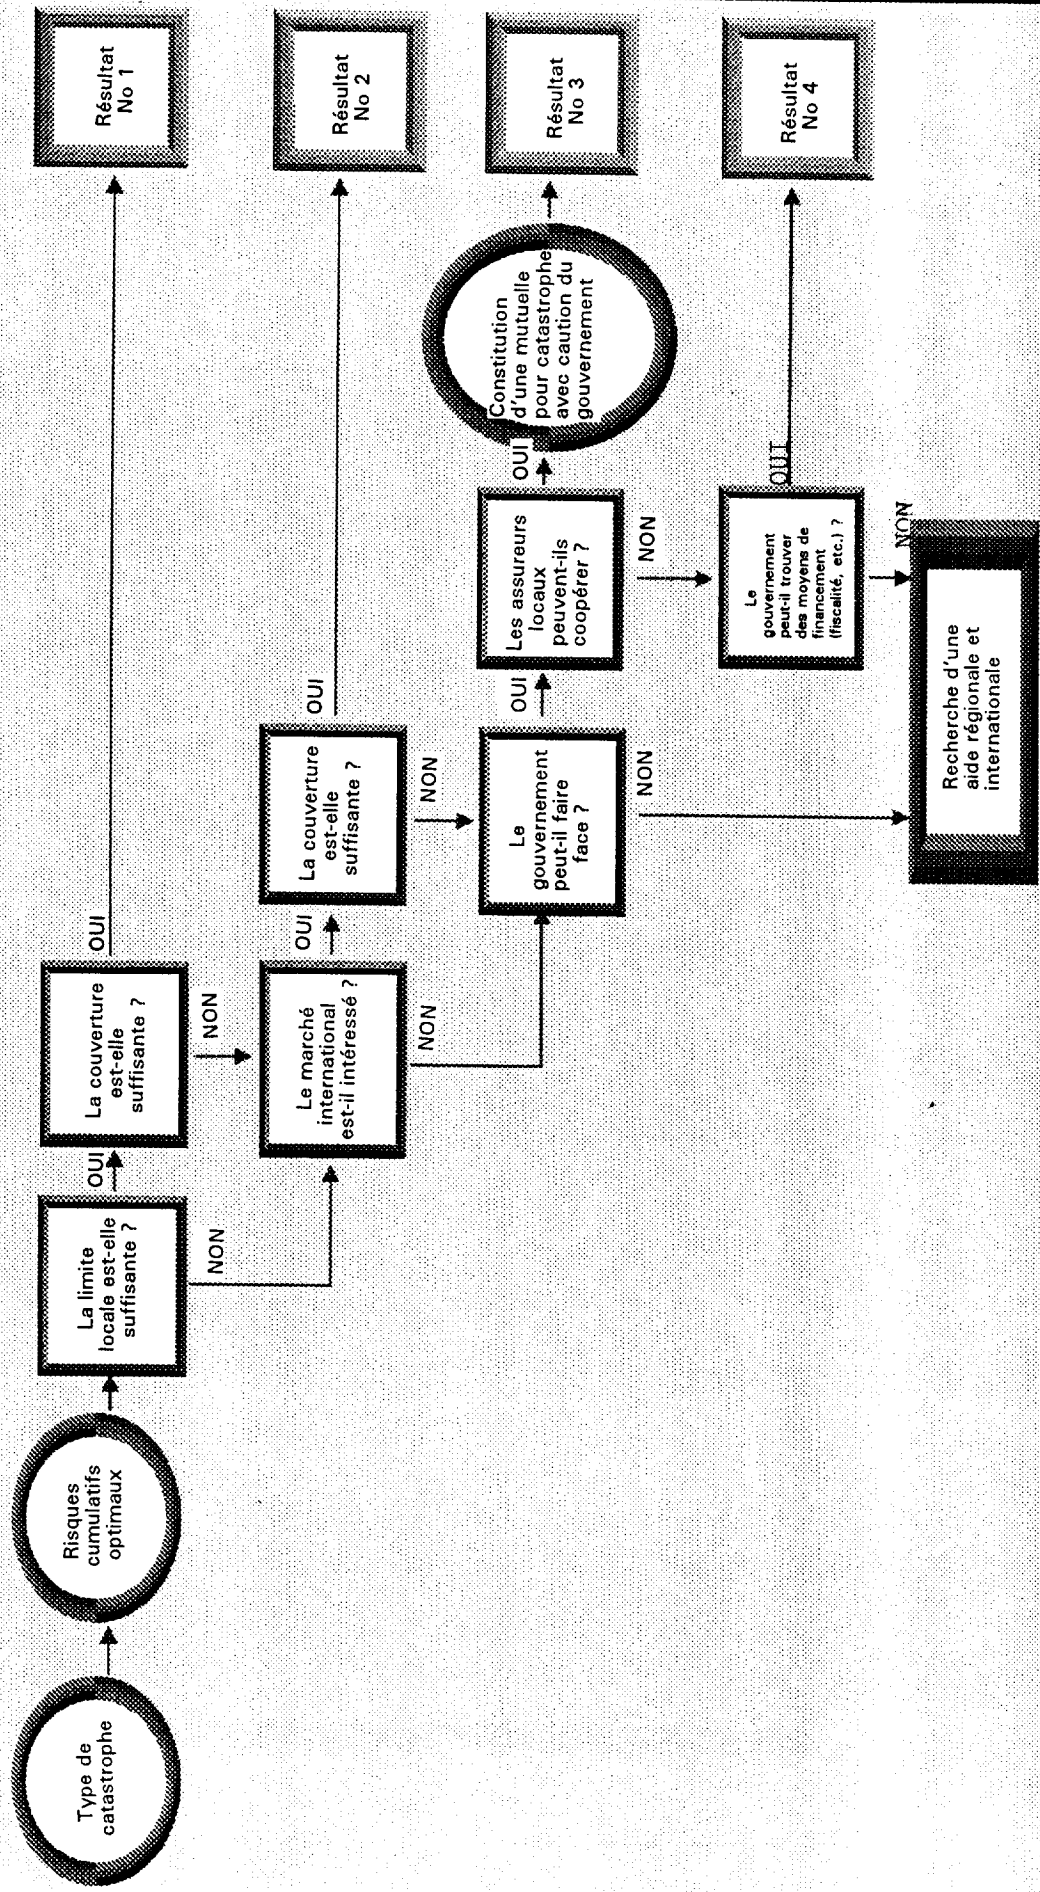 Type de
catastrophe
Risques
cumulatifs
optimaux
La limite
locale est-elle
suffisante ?
OUI
NON
La couverture
est-elle
suffisante ?
OUI
NON
Résultat
No 1
Le marché
international
est-il intéressé ?
OUI
NON
La couverture
est-elle
suffisante ?
OUI
NON
Résultat
No 2
Le
gouvernement
peut-il faire
face ?
OUI
NON
Les assureurs
locaux
peuvent-ils
coopérer ?
OUI
NON
Constitution
d'une mutuelle
pour catastrophe
avec caution du
gouvernement
Résultat
No 3
Le
gouvernement
peut-il trouver
des moyens de
financement
(fiscalité, etc.) ?
OUI
NON
Résultat
No 4
Recherche d'une
aide régionale et
internationale